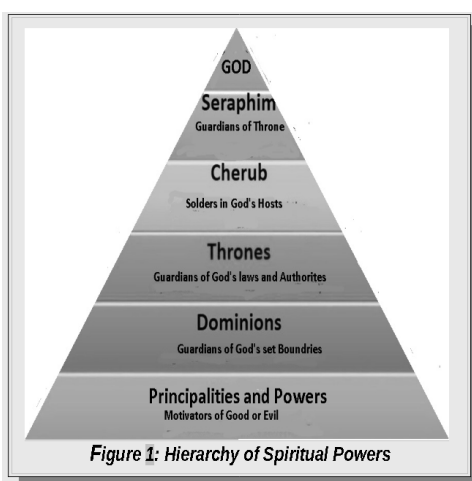 GOD
Seraphim
Guardians of Throne
Cherub
Solders in God's Hosts
Thrones
Guardians of God's laws and Authorites
Dominions
Guardians of God's set Boundries
Principalities and Powers
Motivators of Good or Evil
Figure 1: Hierarchy of Spiritual Powers